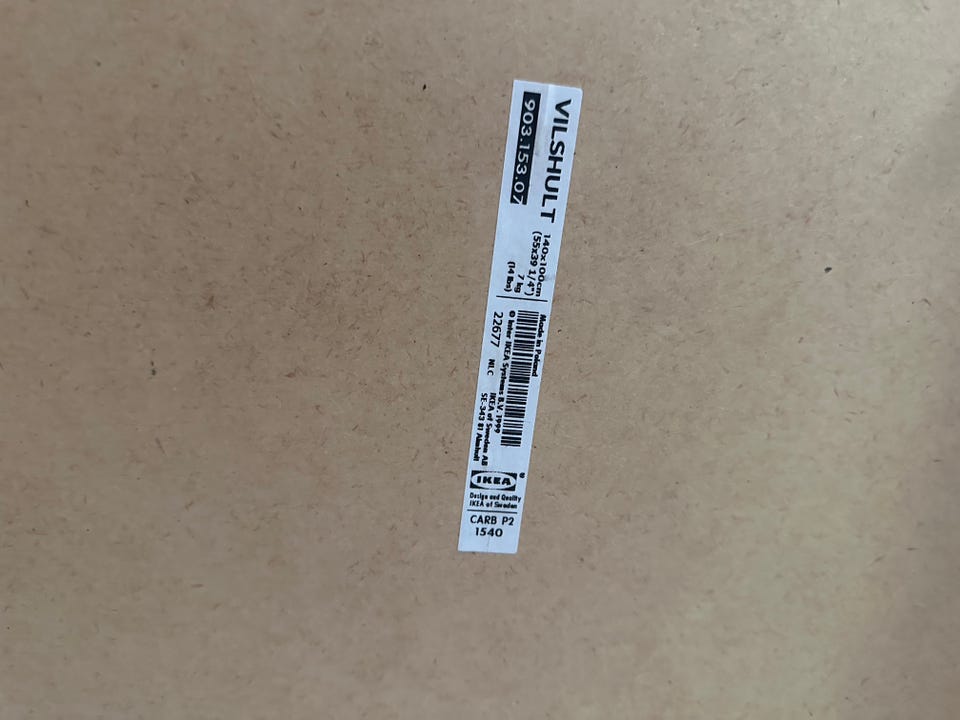 VILSHULT
903.153.07
140x100cm
(55x39 1/4")
7 kg
(14 lbs)
Made in Poland
© Inter IKEA Systems B.V. 1999
22677 NLC IKEA of Sweden AB
SE-343 81 Älmhult
®
IKEA
Design and Quality
IKEA of Sweden
CARB P2
1540